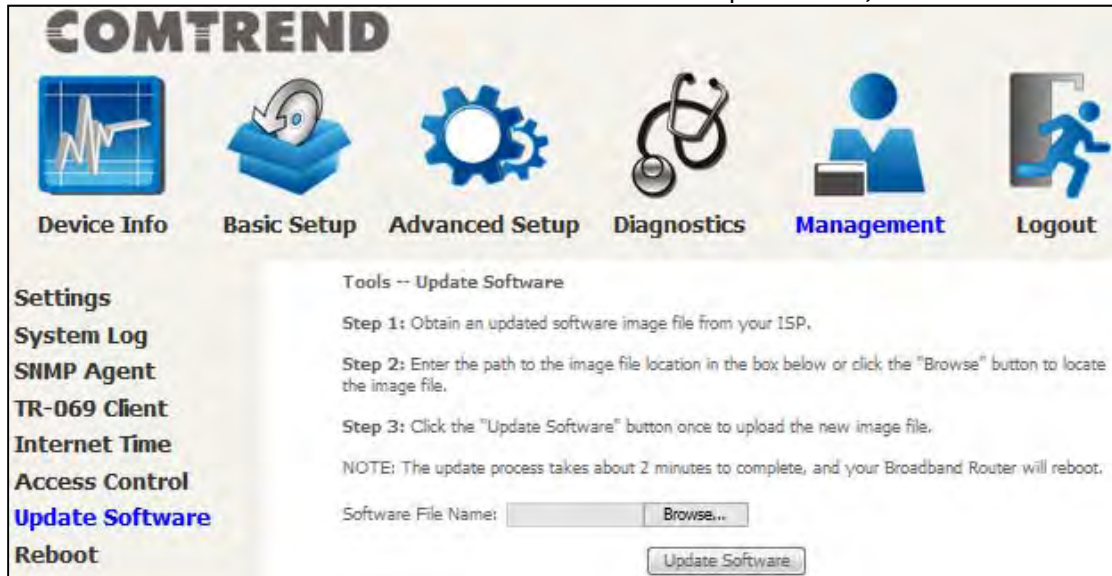 COMTREND
Device Info
Basic Setup
Advanced Setup
Diagnostics
Management
Logout
Settings
System Log
SNMP Agent
TR-069 Client
Internet Time
Access Control
Update Software
Reboot
Tools -- Update Software
Step 1: Obtain an updated software image file from your ISP.
Step 2: Enter the path to the image file location in the box below or click the "Browse" button to locate
the image file.
Step 3: Click the "Update Software" button once to upload the new image file.
NOTE: The update process takes about 2 minutes to complete, and your Broadband Router will reboot.
Software File Name: Browse...
Update Software